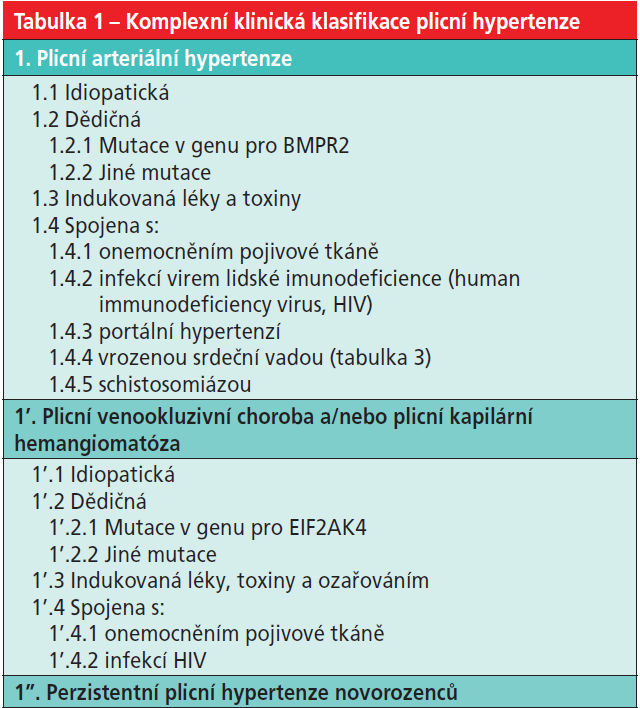 Tabulka 1 – Komplexní klinická klasifikace plicní hypertenze
1. Plicní arteriální hypertenze
1.1 Idiopatická
1.2 Dědičná
1.2.1 Mutace v genu pro BMPR2
1.2.2 Jiné mutace
1.3 Indukovaná léky a toxiny
1.4 Spojena s:
1.4.1 onemocněním pojivové tkáně
1.4.2 infekcí virem lidské imunodeficience (human
immunodeficiency virus, HIV)
1.4.3 portální hypertenzí
1.4.4 vrozenou srdeční vadou (tabulka 3)
1.4.5 schistosomiázou
1′. Plicní venookluzivní choroba a/nebo plicní kapilární
hemangiomatóza
1′.1 Idiopatická
1′.2 Dědičná
1′.2.1 Mutace v genu pro EIF2AK4
1′.2.2 Jiné mutace
1′.3 Indukovaná léky, toxiny a ozařováním
1′.4 Spojena s:
1′.4.1 onemocněním pojivové tkáně
1′.4.2 infekcí HIV
1′′. Perzistentní plicní hypertenze novorozenců